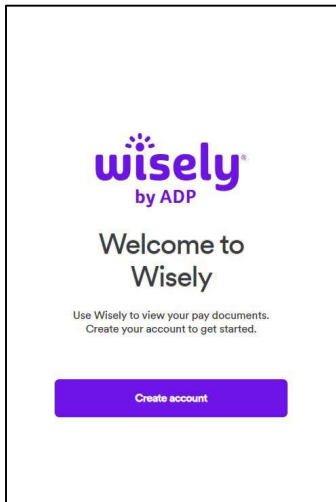 wisely®
by ADP
Welcome to
Wisely
Use Wisely to view your pay documents.
Create your account to get started.
Create account